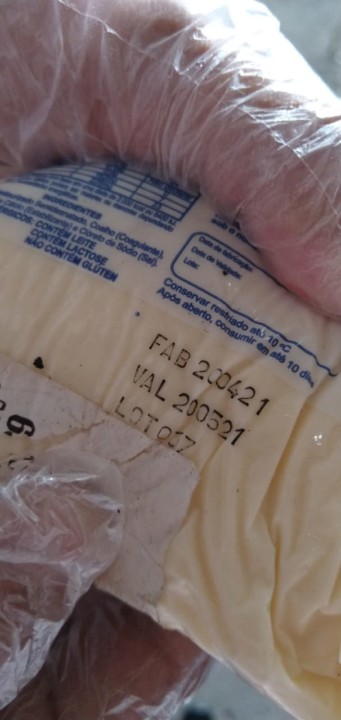 INGREDIENTES
Coalho (Coagulante),
e Cloreto de Sódio (Sal).
CONTÉM LEITE
CONTÉM LACTOSE
NÃO CONTÉM GLÚTEN
Data de fabricação:
Data de Validade:
Lote:
Conservar resfriado até 10 ºC
Após aberto, consumir em até 10 dias
FAB 200421
VAL 200521
LOT 007